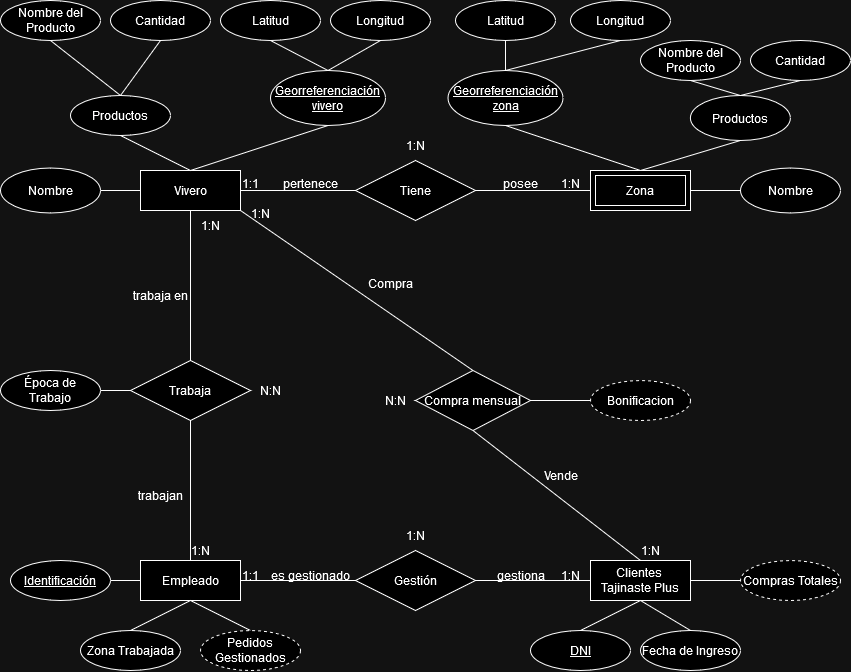 Nombre del
Producto
Cantidad
Latitud
Longitud
Latitud
Longitud
Nombre del
Producto
Cantidad
Productos
Georreferenciación
vivero
Georreferenciación
zona
Productos
1:N
Nombre
Vivero
1:1
pertenece
Tiene
posee
1:N
Zona
Nombre
1:N
1:N
Compra
trabaja en
Época de
Trabajo
Trabaja
N:N
N:N
Compra mensual
Bonificacion
Vende
trabajan
1:N
1:N
1:N
Identificación
Empleado
1:1
es gestionado
Gestión
gestiona
1:N
Clientes
Tajinaste Plus
Compras Totales
Zona Trabajada
Pedidos
Gestionados
DNI
Fecha de Ingreso